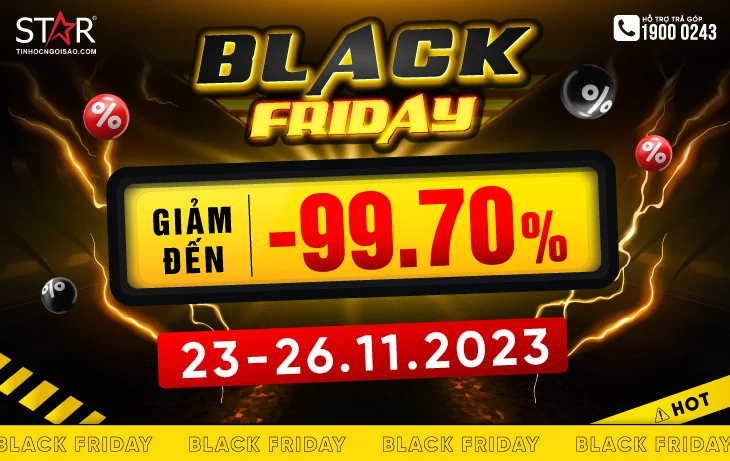 STAR®
TINHOCNGOISAO.COM
HỖ TRỢ TRẢ GÓP
1900 0243
BLACK
FRIDAY
%
%
%
%
GIẢM
ĐẾN
-99.70%
23-26.11.2023
HOT
BLACK FRIDAY BLACK FRIDAY BLACK FRIDAY BLACK FRIDAY